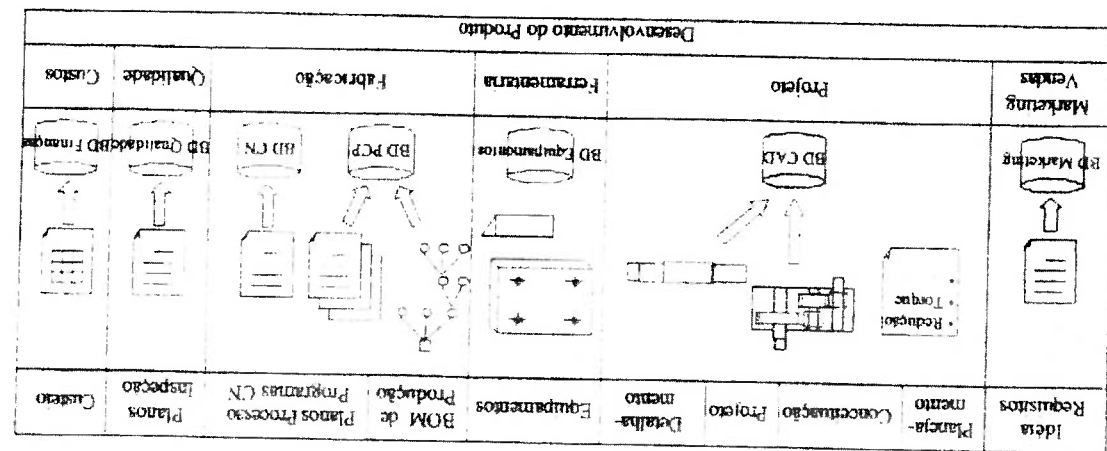 Idéia
Requisitos
Planeja-
mento
Conceituação
Projeto
Detalha-
mento
Equipamentos
BOM de
Produção
Planos Processo
Programas CN
Planos
Inspeção
Custeio
• Redução
• Torque
•
BD Marketing
BD CAD
BD Equipamentos
BD PCP
BD CN
BD Qualidade
BD Finanças
Marketing
Vendas
Projeto
Ferramentaria
Fabricação
Qualidade
Custos
Desenvolvimento do Produto